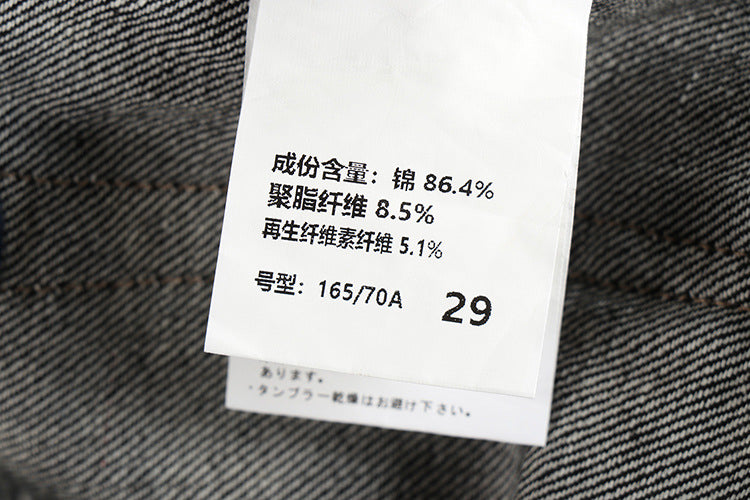 成份含量：锦 86.4%
聚脂纤维 8.5%
再生纤维素纤维 5.1%
号型：165/70A 29
あります。
・タンブラー乾燥はお避け下さい。